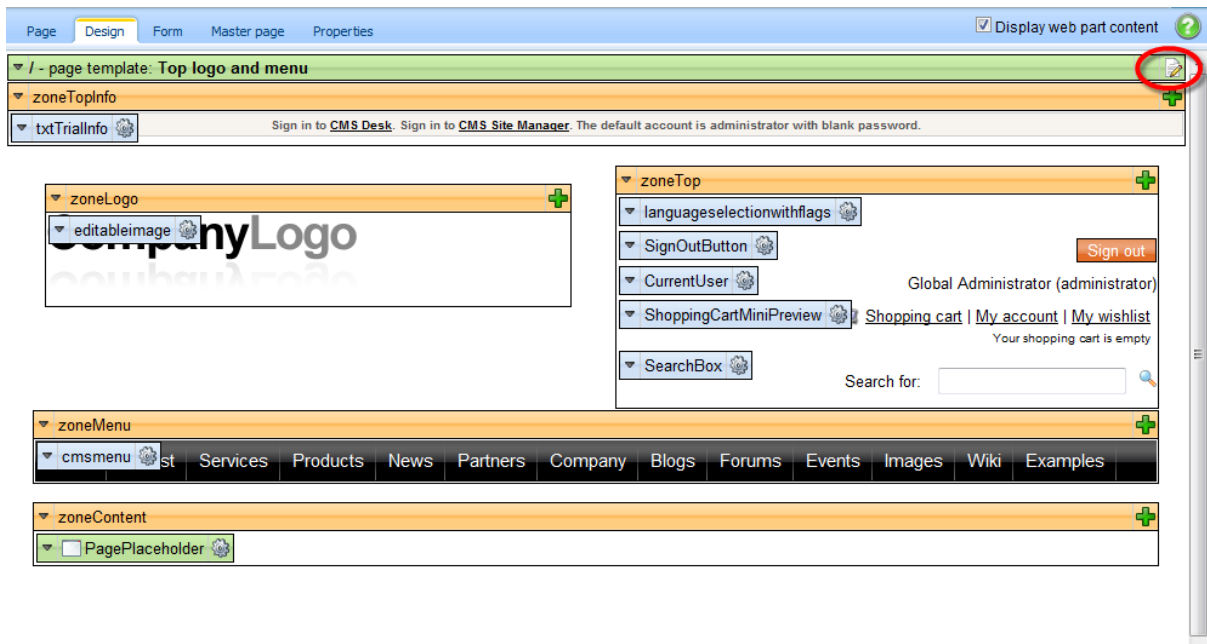 Page Design Form Master page Properties Display web part content
/ - page template: Top logo and menu
zoneTopInfo
txtTrialInfo Sign in to CMS Desk. Sign in to CMS Site Manager. The default account is administrator with blank password.
zoneLogo
editableimage
nyLogo
zoneTop
languageselectionwithflags
SignOutButton Sign out
CurrentUser Global Administrator (administrator)
ShoppingCartMiniPreview Shopping cart | My account | My wishlist
Your shopping cart is empty
SearchBox
Search for:
zoneMenu
cmsmenu st Services Products News Partners Company Blogs Forums Events Images Wiki Examples
zoneContent
PagePlaceholder